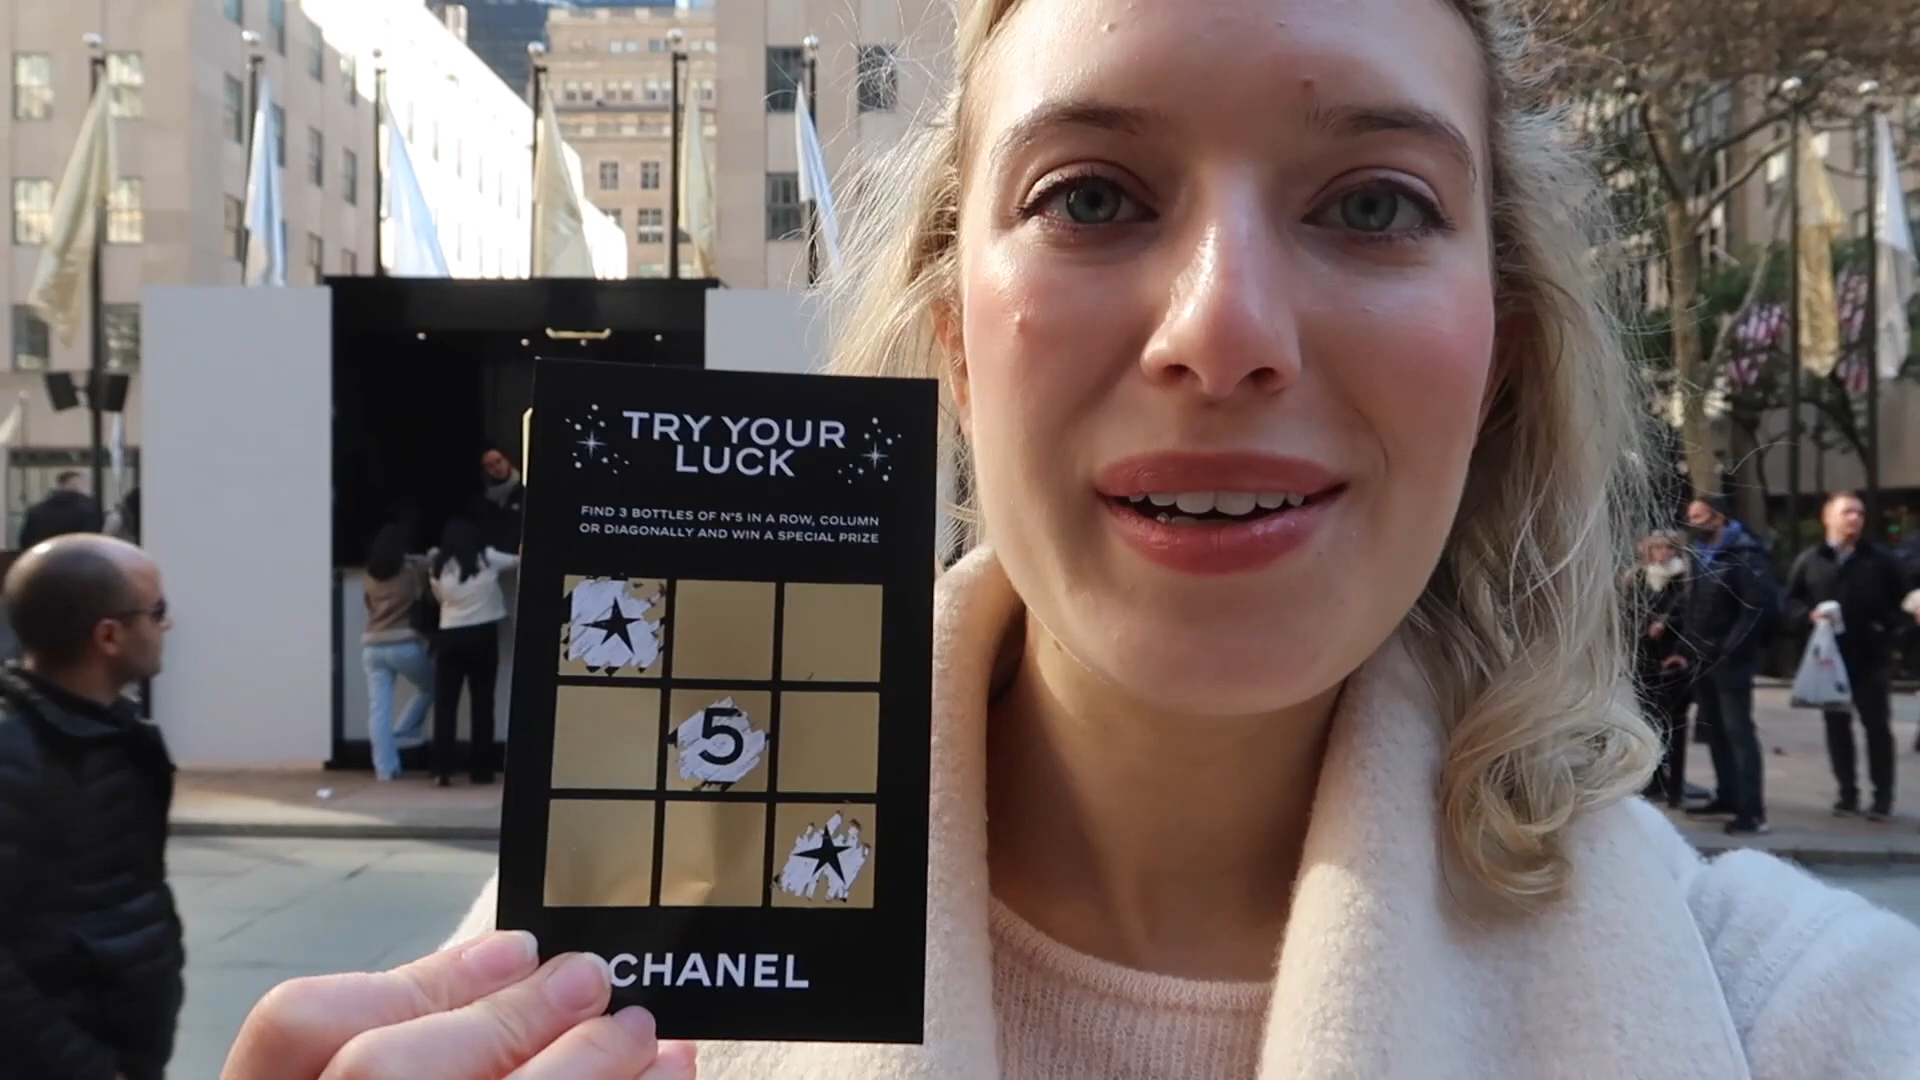 TRY YOUR
LUCK
FIND 3 BOTTLES OF N°5 IN A ROW, COLUMN
OR DIAGONALLY AND WIN A SPECIAL PRIZE
5
CHANEL